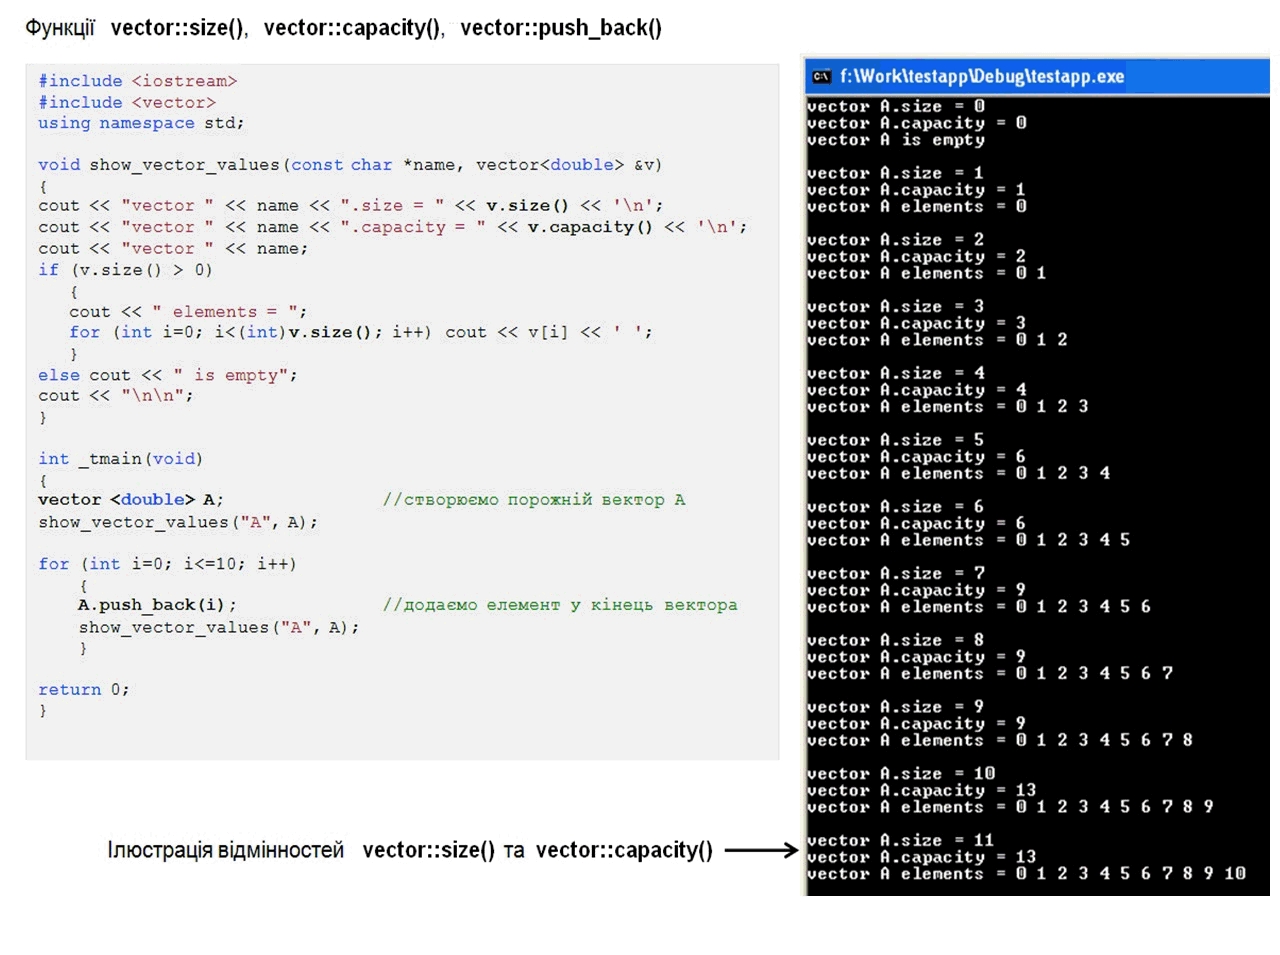 Функції vector::size(), vector::capacity(), vector::push_back()
#include <iostream>
#include <vector>
using namespace std;
void show_vector_values(const char *name, vector<double> &v)
{
cout << "vector " << name << ".size = " << v.size() << '\n';
cout << "vector " << name << ".capacity = " << v.capacity() << '\n';
cout << "vector " << name;
if (v.size() > 0)
{
cout << " elements = ";
for (int i=0; i<(int)v.size(); i++) cout << v[i] << ' ';
}
else cout << " is empty";
cout << "\n\n";
}
int _tmain(void)
{
vector <double> A; //створюємо порожній вектор А
show_vector_values("A", A);
for (int i=0; i<=10; i++)
{
A.push_back(i); //додаємо елемент у кінець вектора
show_vector_values("A", A);
}
return 0;
}
Ілюстрація відмінностей vector::size() та vector::capacity()
f:\Work\testapp\Debug\testapp.exe
vector A.size = 0
vector A.capacity = 0
vector A is empty
vector A.size = 1
vector A.capacity = 1
vector A elements = 0
vector A.size = 2
vector A.capacity = 2
vector A elements = 0 1
vector A.size = 3
vector A.capacity = 3
vector A elements = 0 1 2
vector A.size = 4
vector A.capacity = 4
vector A elements = 0 1 2 3
vector A.size = 5
vector A.capacity = 6
vector A elements = 0 1 2 3 4
vector A.size = 6
vector A.capacity = 6
vector A elements = 0 1 2 3 4 5
vector A.size = 7
vector A.capacity = 9
vector A elements = 0 1 2 3 4 5 6
vector A.size = 8
vector A.capacity = 9
vector A elements = 0 1 2 3 4 5 6 7
vector A.size = 9
vector A.capacity = 9
vector A elements = 0 1 2 3 4 5 6 7 8
vector A.size = 10
vector A.capacity = 13
vector A elements = 0 1 2 3 4 5 6 7 8 9
vector A.size = 11
vector A.capacity = 13
vector A elements = 0 1 2 3 4 5 6 7 8 9 10